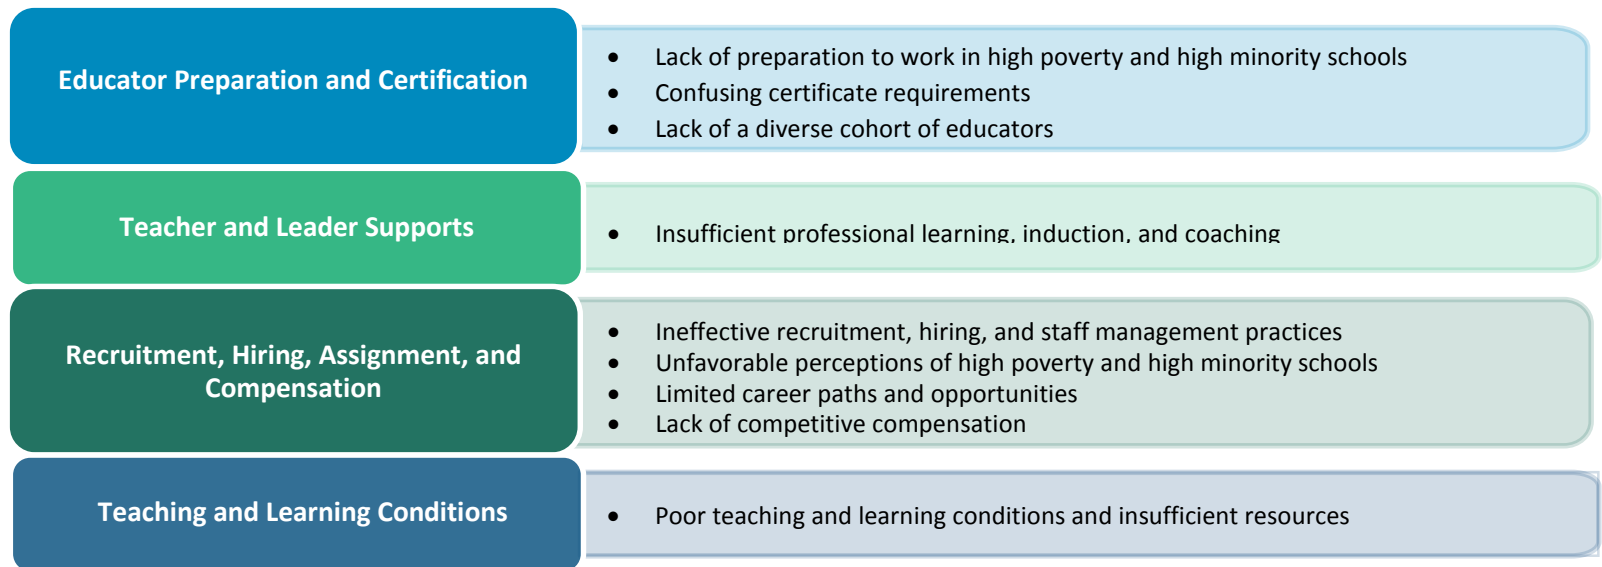 Educator Preparation and Certification
• Lack of preparation to work in high poverty and high minority schools
• Confusing certificate requirements
• Lack of a diverse cohort of educators
Teacher and Leader Supports
• Insufficient professional learning, induction, and coaching
Recruitment, Hiring, Assignment, and
Compensation
• Ineffective recruitment, hiring, and staff management practices
• Unfavorable perceptions of high poverty and high minority schools
• Limited career paths and opportunities
• Lack of competitive compensation
Teaching and Learning Conditions
• Poor teaching and learning conditions and insufficient resources